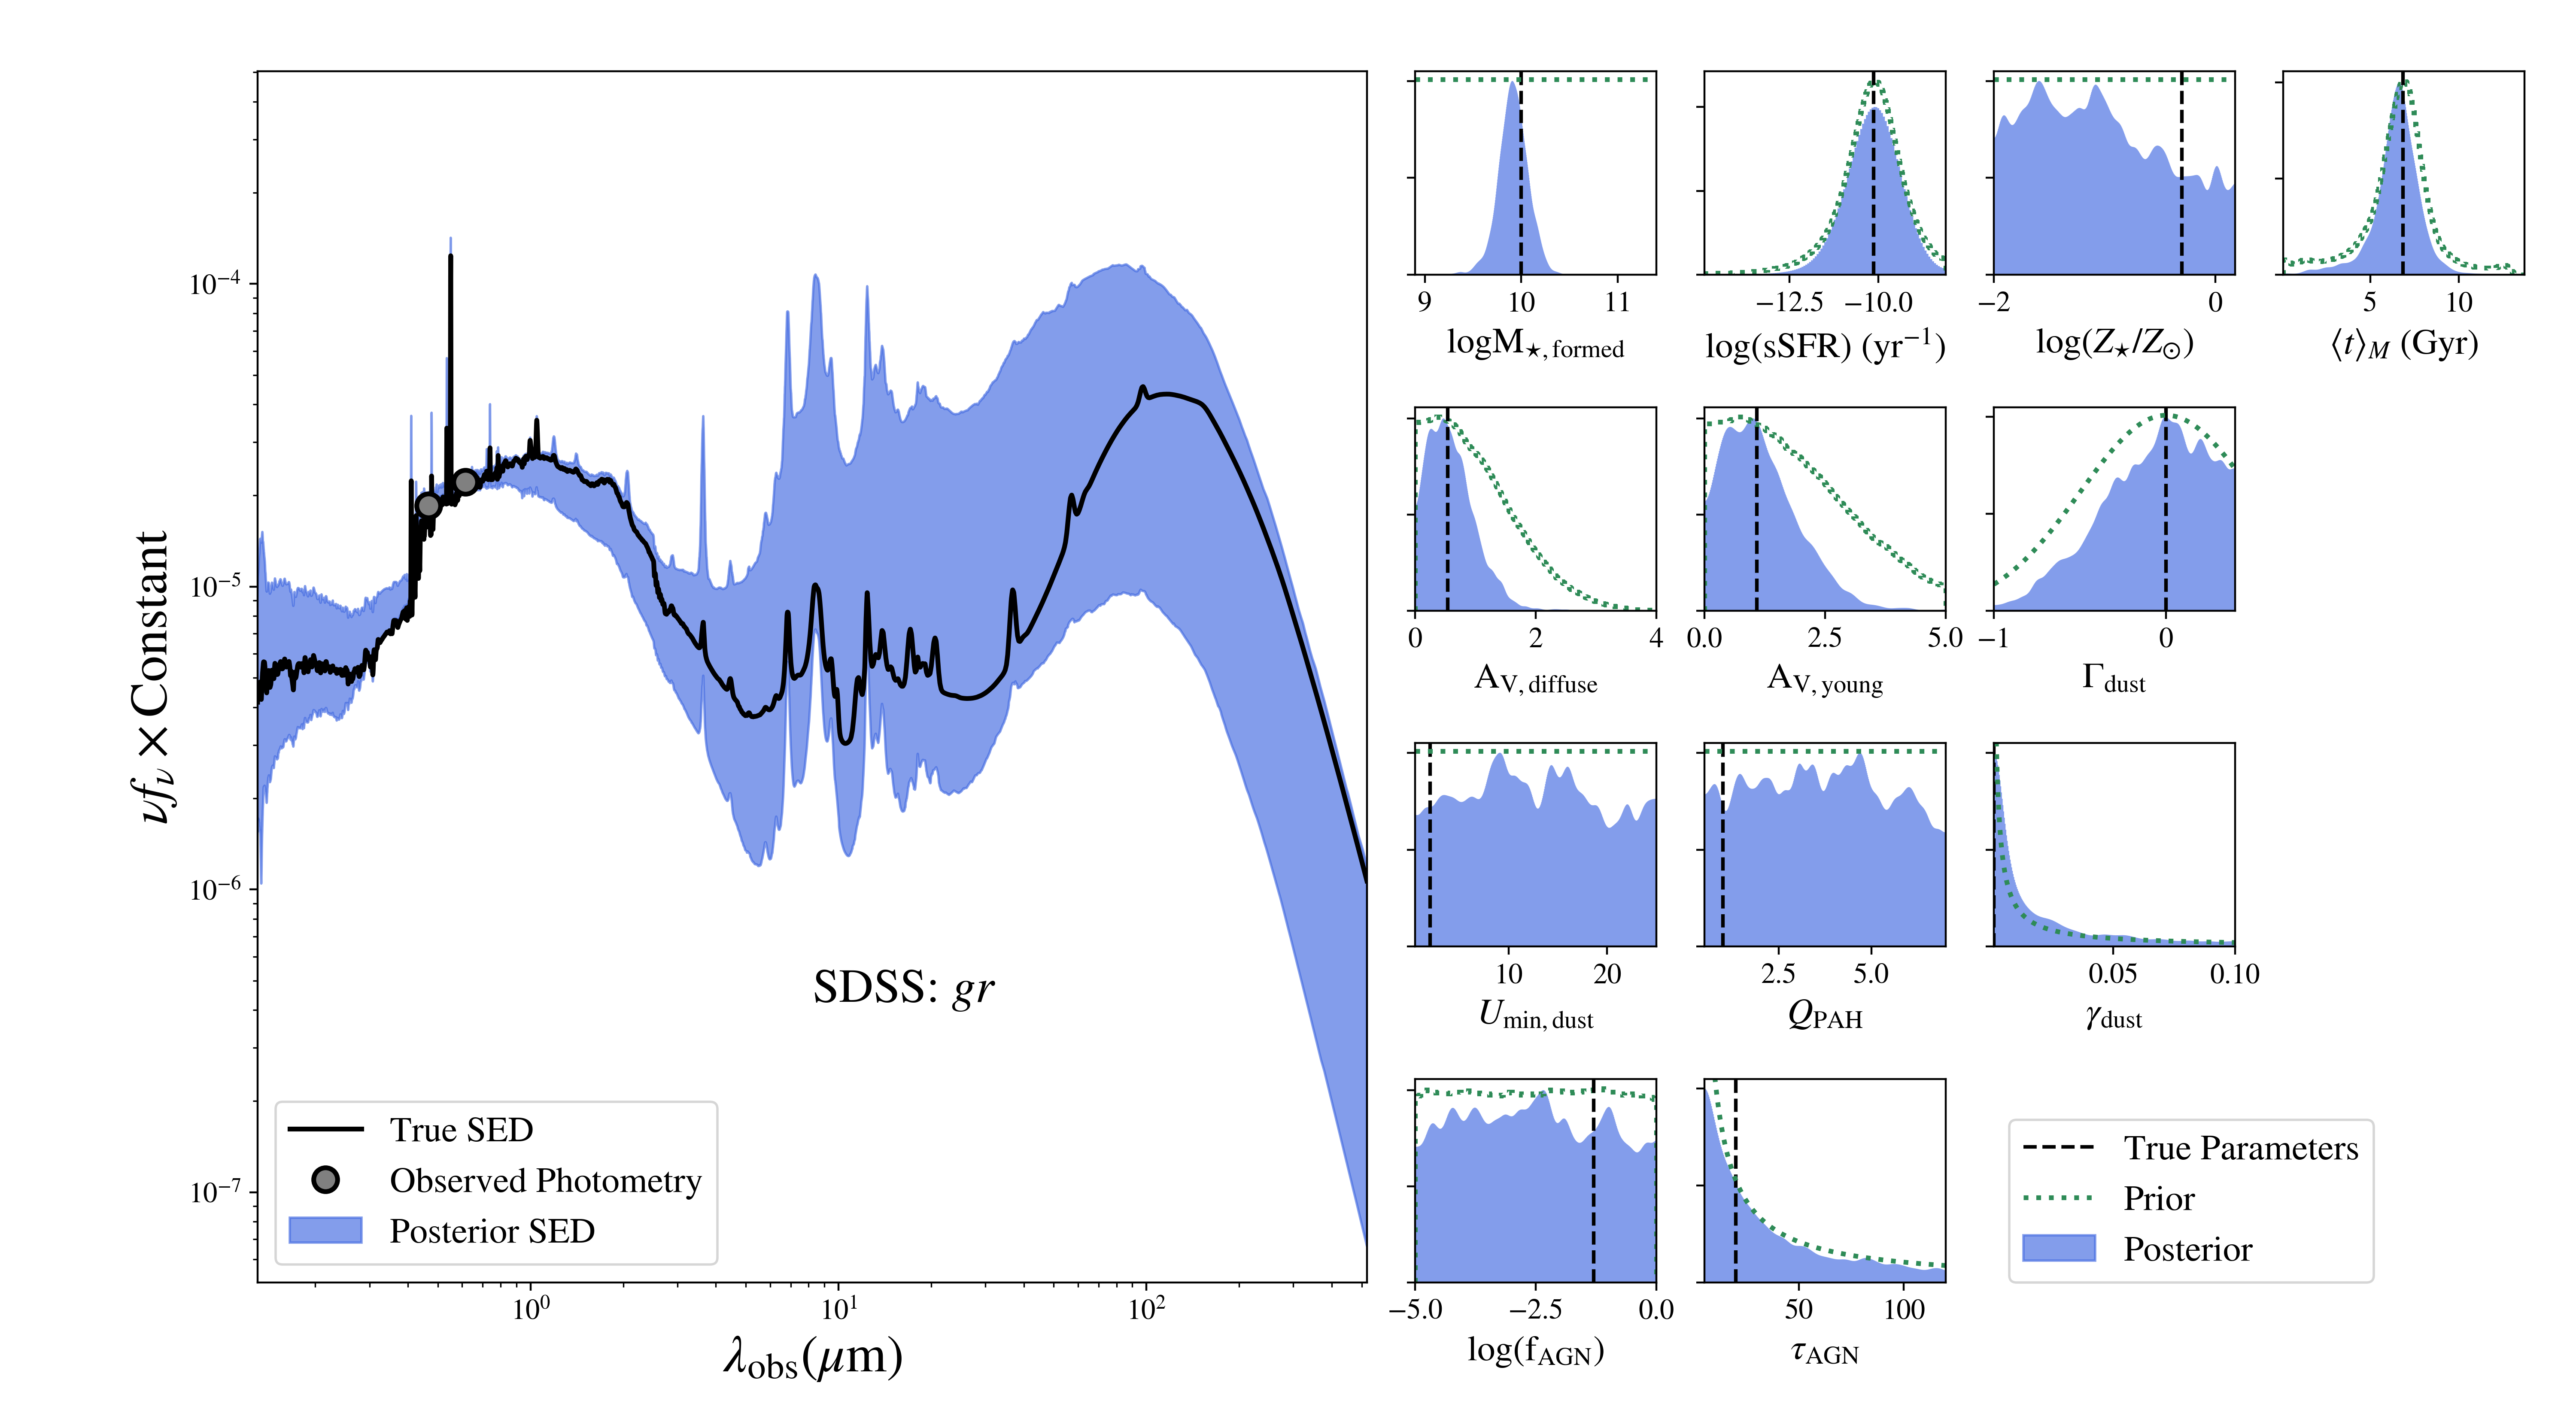 10⁻⁴
10⁻⁵
10⁻⁶
10⁻⁷
νf_ν × Constant
SDSS: gr
True SED
Observed Photometry
Posterior SED
10⁰ 10¹ 10²
λ_obs(μm)
9 10 11
logM_⋆,formed
−12.5 −10.0
log(sSFR) (yr⁻¹)
−2 0
log(Z_⋆/Z_⊙)
5 10
⟨t⟩_M (Gyr)
0 2 4
A_V,diffuse
0.0 2.5 5.0
A_V,young
−1 0
Γ_dust
10 20
U_min,dust
2.5 5.0
Q_PAH
0.05 0.10
γ_dust
−5.0 −2.5 0.0
log(f_AGN)
50 100
τ_AGN
True Parameters
Prior
Posterior